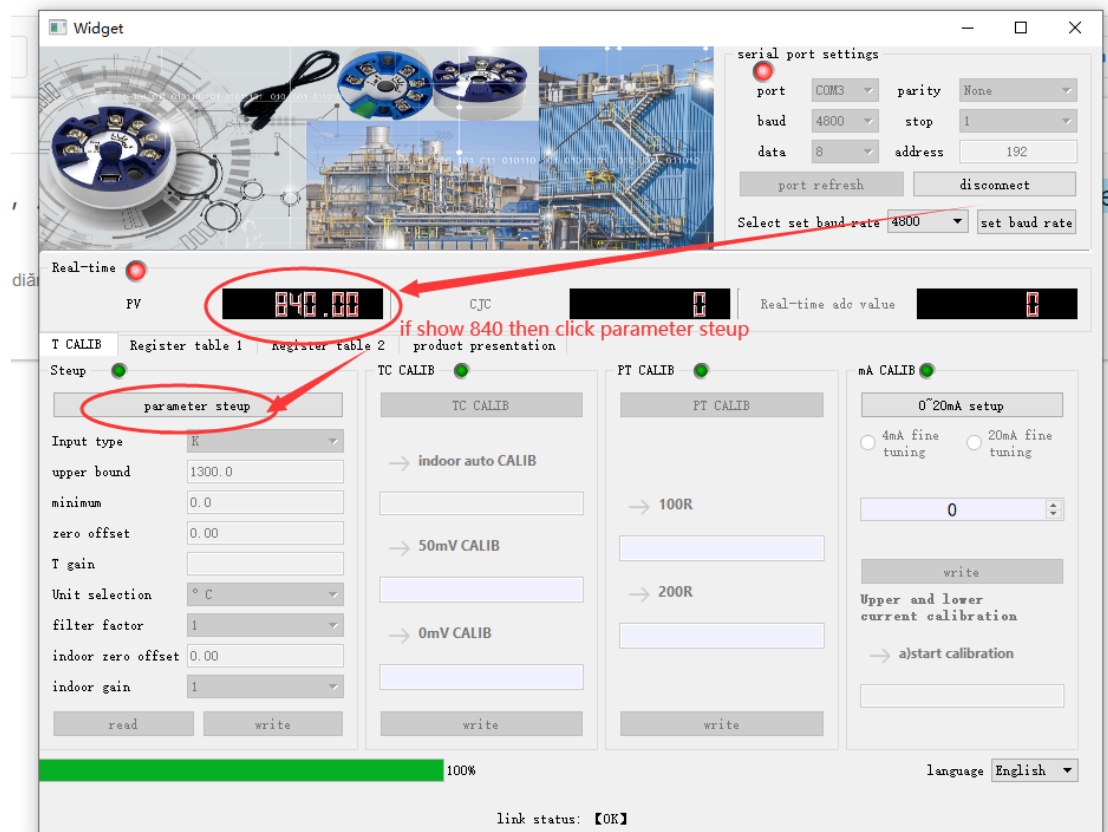 Widget
serial port settings
port COM3 parity None
baud 4800 stop 1
data 8 address 192
port refresh disconnect
Select set baud rate 4800 set baud rate
Real-time
PV 840.00 CJC 0 Real-time adc value 0
if show 840 then click parameter steup
T CALIB Register table 1 Register table 2 product presentation
Steup TC CALIB PT CALIB mA CALIB
parameter steup TC CALIB PT CALIB 0~20mA setup
Input type K
4mA fine tuning 20mA fine tuning
upper bound 1300.0
indoor auto CALIB
minimum 0.0
100R
0
zero offset 0.00
50mV CALIB
T gain
write
Unit selection ° C
200R
Upper and lower
current calibration
filter factor 1
0mV CALIB
indoor zero offset 0.00
a)start calibration
indoor gain 1
read write write write
100%
language English
link status: 【OK】